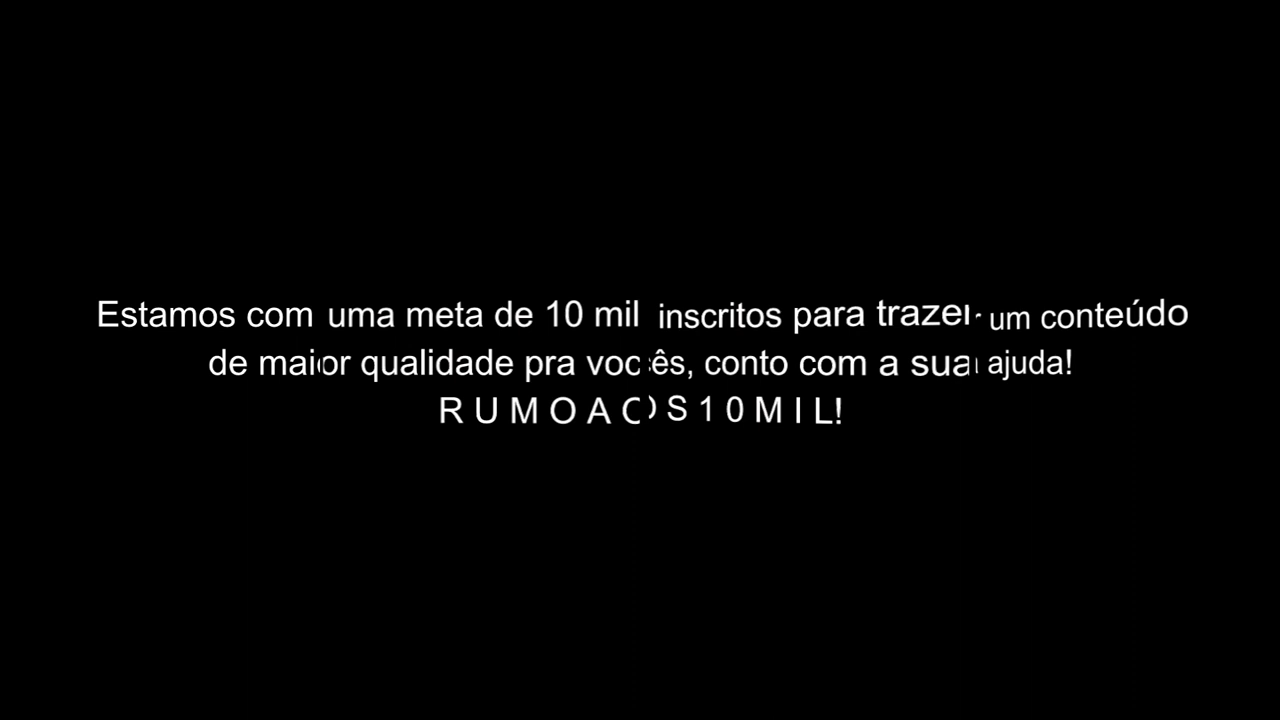 Estamos com uma meta de 10 mil inscritos para trazer um conteúdo
de maior qualidade pra vocês, conto com a sua ajuda!
R U M O A O S 1 0 M I L!